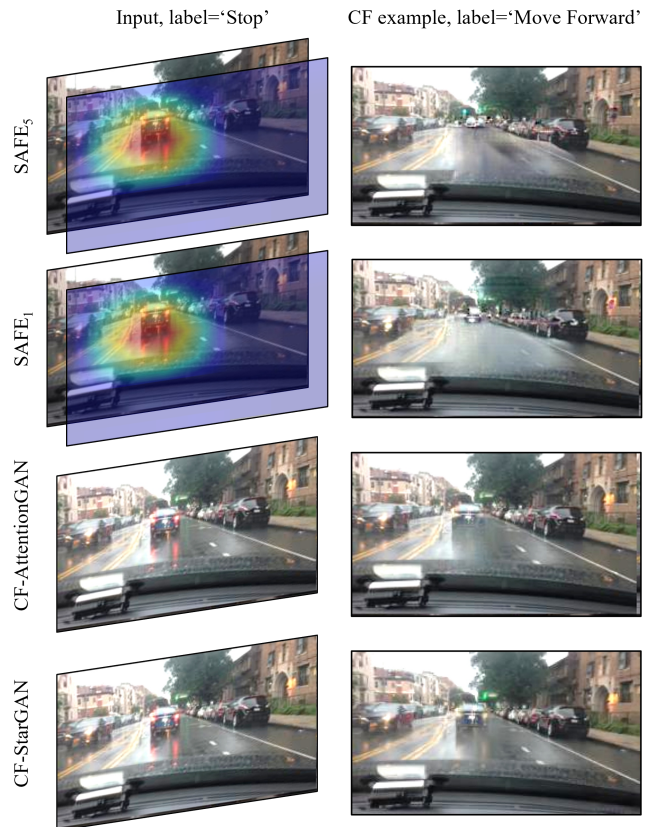 Input, label=‘Stop’
CF example, label=‘Move Forward’
SAFE5
SAFE1
CF-AttentionGAN
CF-StarGAN